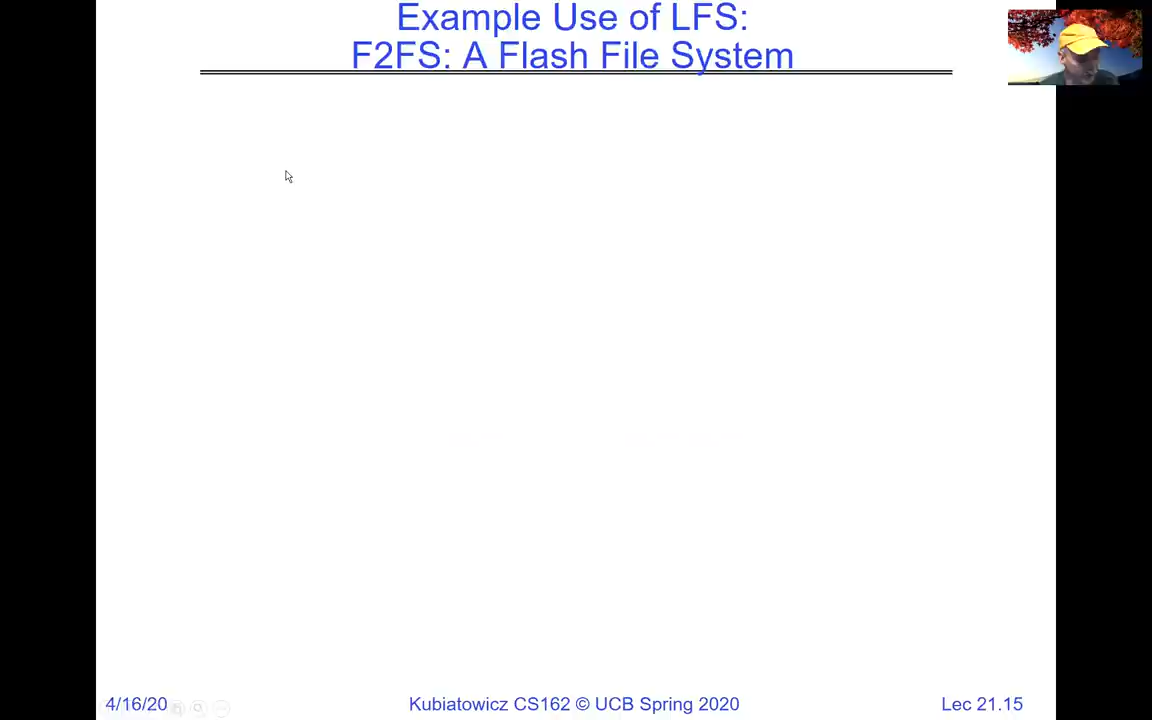 Example Use of LFS:
F2FS: A Flash File System
4/16/20
Kubiatowicz CS162 © UCB Spring 2020
Lec 21.15